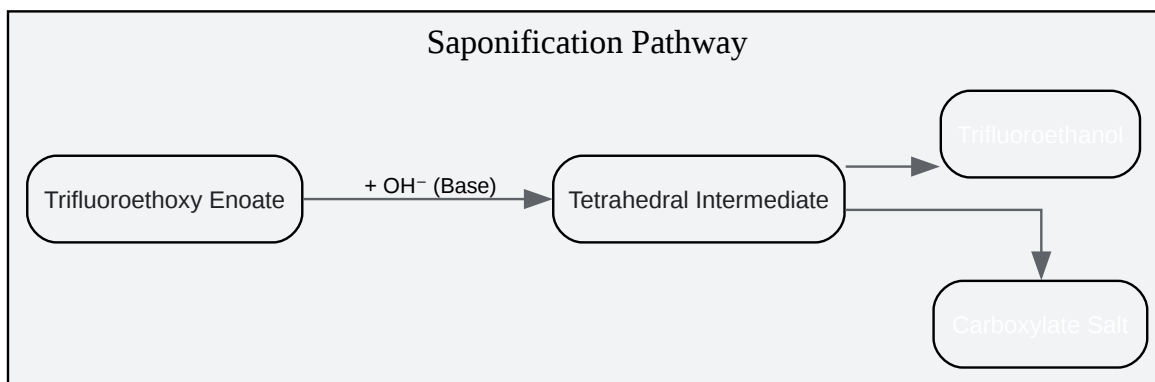 Saponification Pathway
Trifluoroethanol
Trifluoroethoxy Enoate
+ OH⁻ (Base)
Tetrahedral Intermediate
Carboxylate Salt